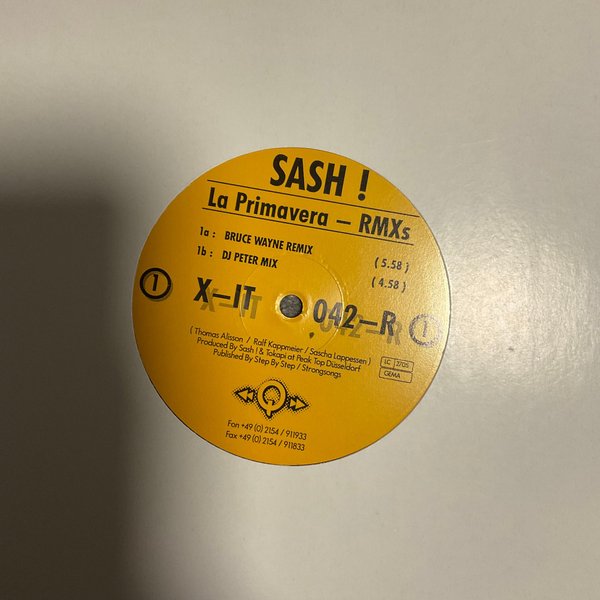 SASH !
La Primavera – RMXs
1a : BRUCE WAYNE REMIX ( 5.58 )
1b : DJ PETER MIX ( 4.58 )
1 X–IT 042–R 1
( Thomas Alisson / Ralf Kappmeier / Sascha Lappessen )
Produced By Sash ! & Tokapi at Peak Top Düsseldorf
Published By Step By Step / Strongsongs
LC 2705
GEMA
Fon +49 (0) 2154 / 911933
Fax +49 (0) 2154 / 911833